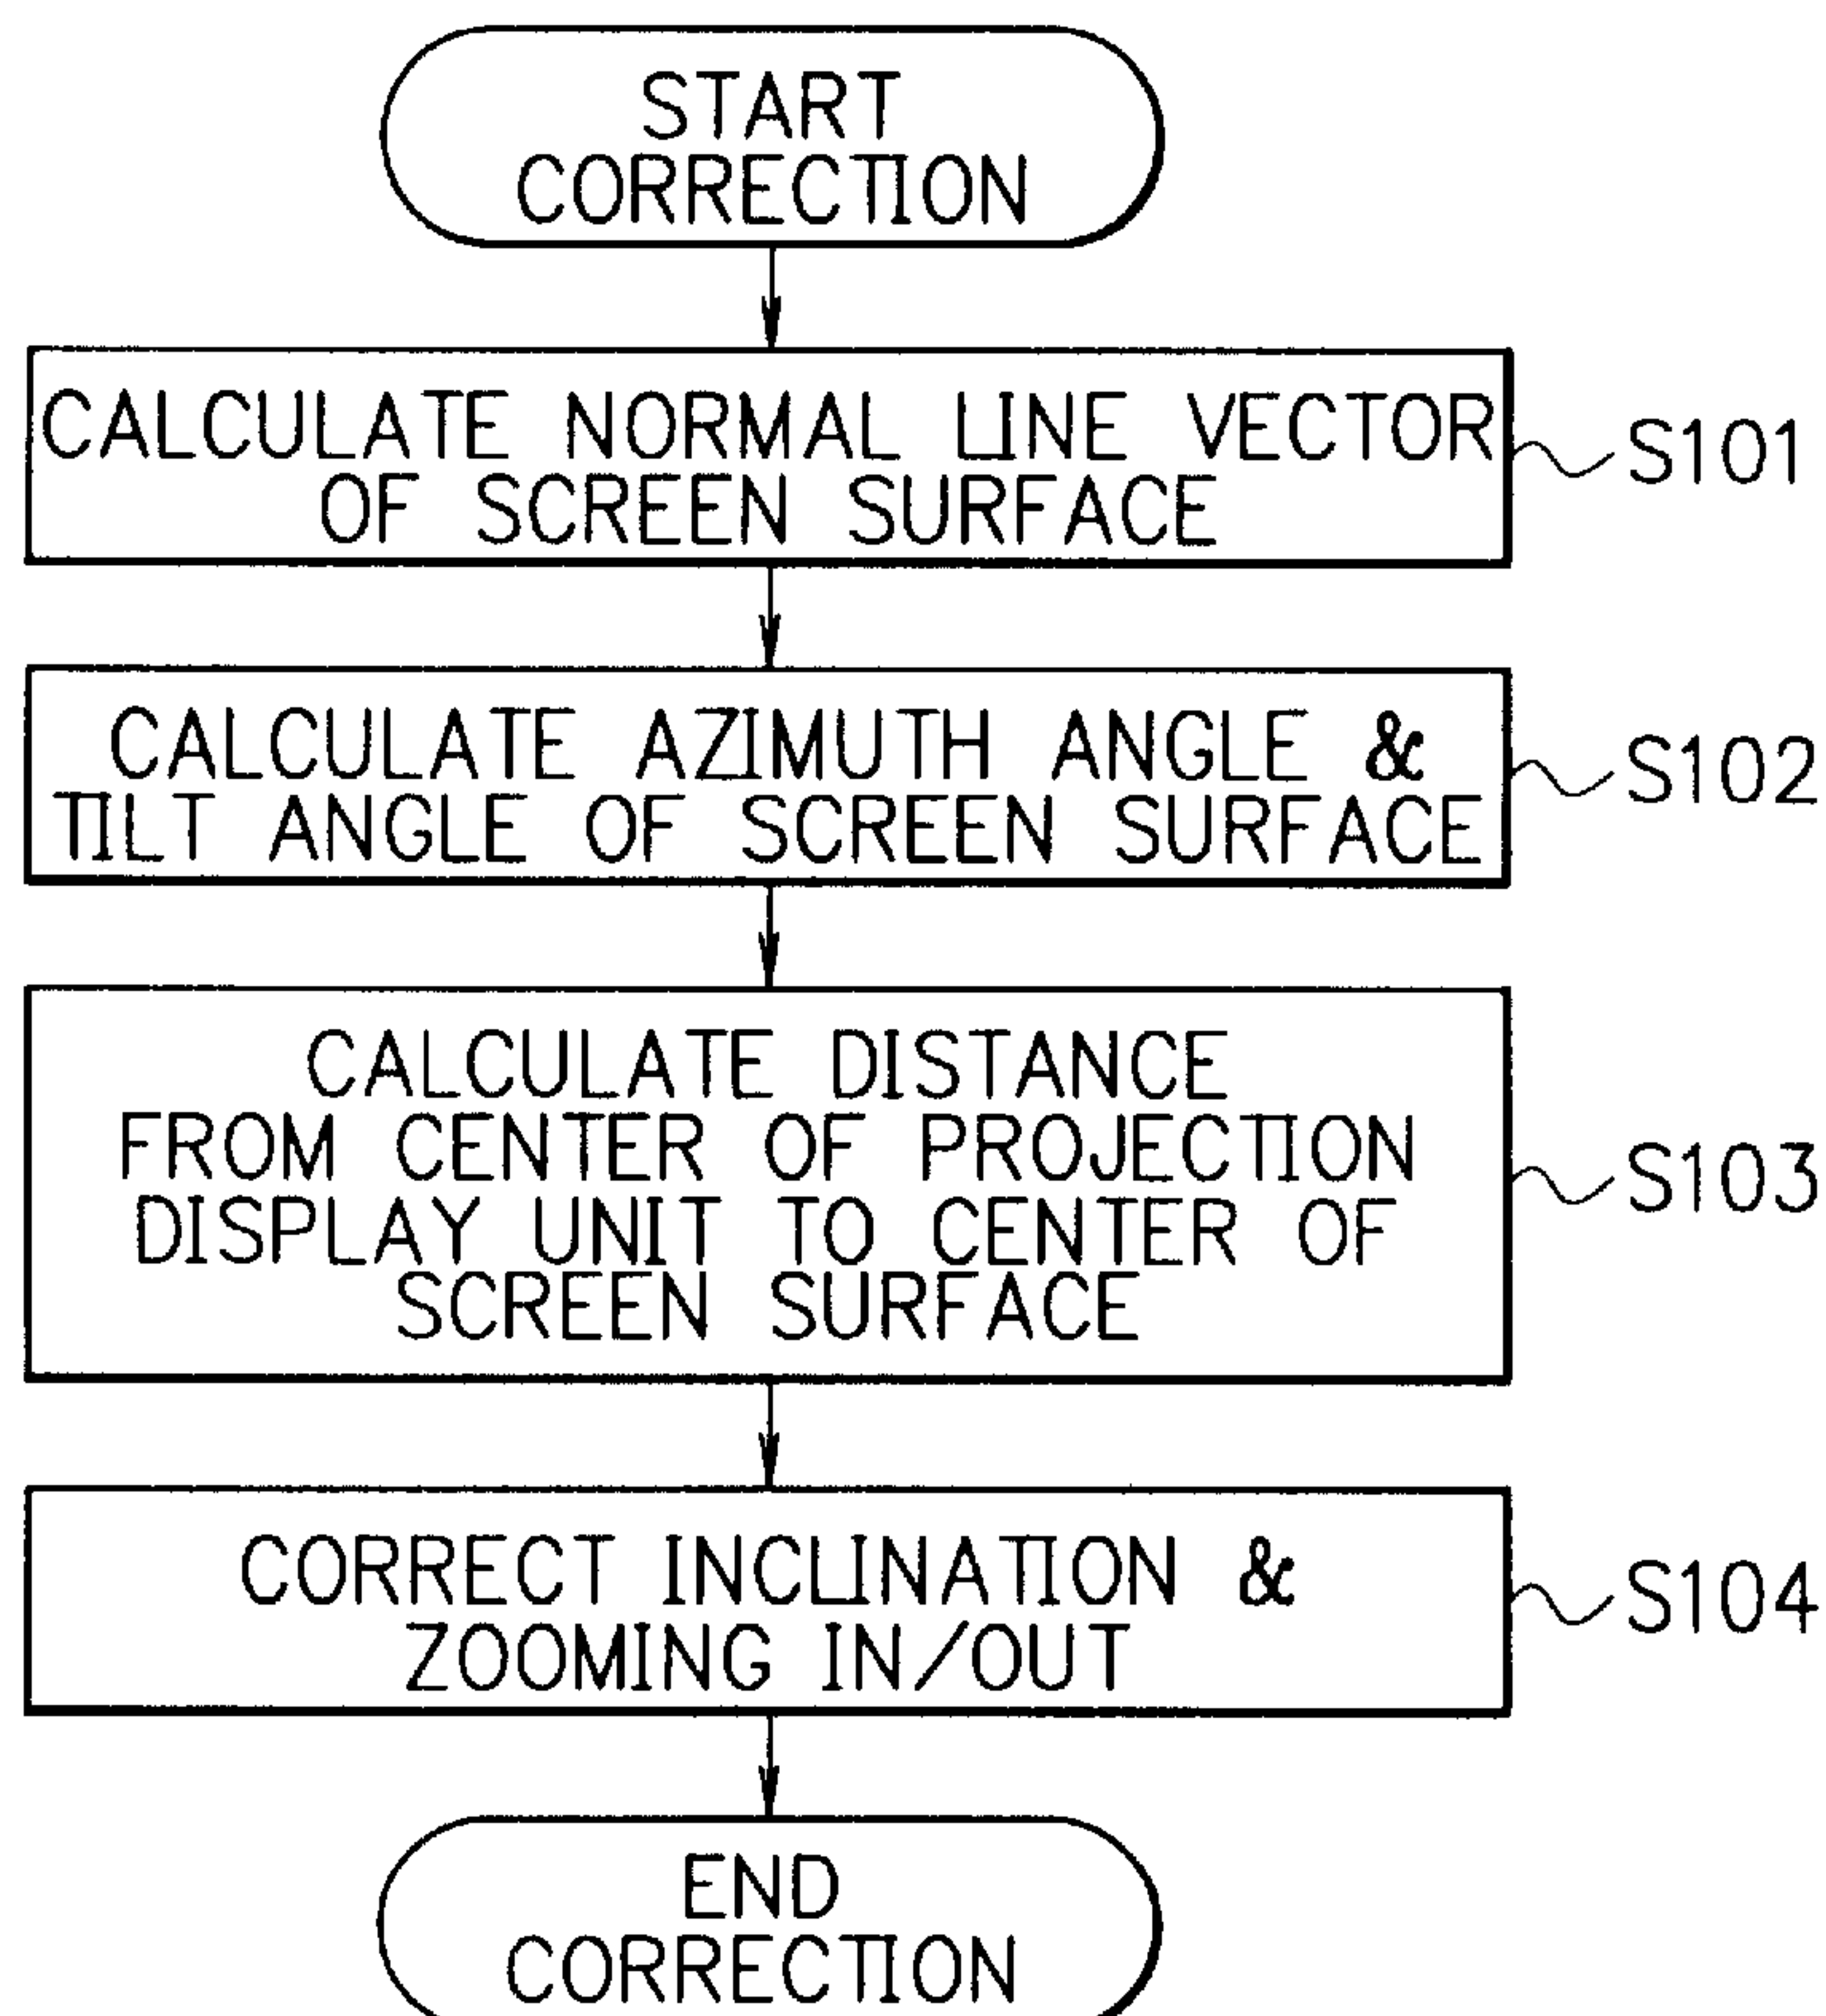 START
CORRECTION
CALCULATE NORMAL LINE VECTOR
OF SCREEN SURFACE
S101
CALCULATE AZIMUTH ANGLE &
TILT ANGLE OF SCREEN SURFACE
S102
CALCULATE DISTANCE
FROM CENTER OF PROJECTION
DISPLAY UNIT TO CENTER OF
SCREEN SURFACE
S103
CORRECT INCLINATION &
ZOOMING IN/OUT
S104
END
CORRECTION